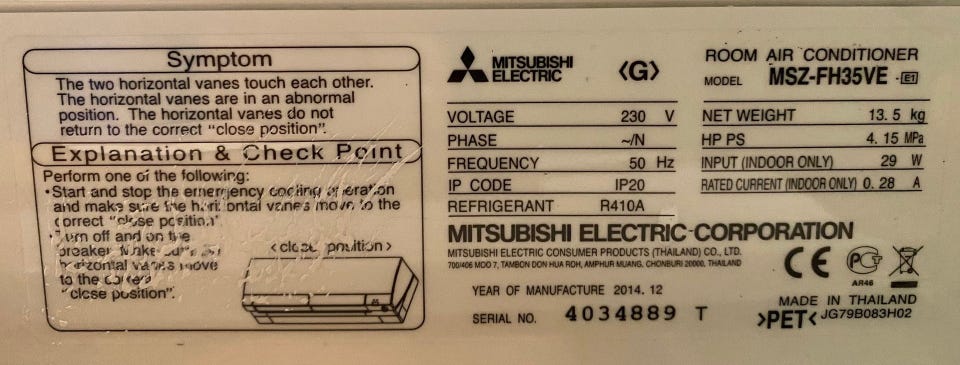 Symptom
The two horizontal vanes touch each other.
The horizontal vanes are in an abnormal
position. The horizontal vanes do not
return to the correct "close position".
Explanation & Check Point
Perform one of the following:
•Start and stop the emergency cooling operation
and make sure the horizontal vanes move to the
correct "close position"
•Turn off and on the
breaker. Make sure
horizontal vanes move
to the correct
"close position".
<close position>
MITSUBISHI
ELECTRIC
<G>
VOLTAGE 230 V
PHASE ~/N
FREQUENCY 50 Hz
IP CODE IP20
REFRIGERANT R410A
ROOM AIR CONDITIONER
MODEL MSZ-FH35VE -E1
NET WEIGHT 13.5 kg
HP PS 4.15 MPa
INPUT (INDOOR ONLY) 29 W
RATED CURRENT (INDOOR ONLY) 0.28 A
MITSUBISHI ELECTRIC CORPORATION
MITSUBISHI ELECTRIC CONSUMER PRODUCTS (THAILAND) CO., LTD.
700/406 MOO 7, TAMBON DON HUA ROH, AMPHUR MUANG, CHONBURI 20000, THAILAND
CE
AR46
YEAR OF MANUFACTURE 2014.12
SERIAL NO. 4034889 T
MADE IN THAILAND
>PET< JG79B083H02